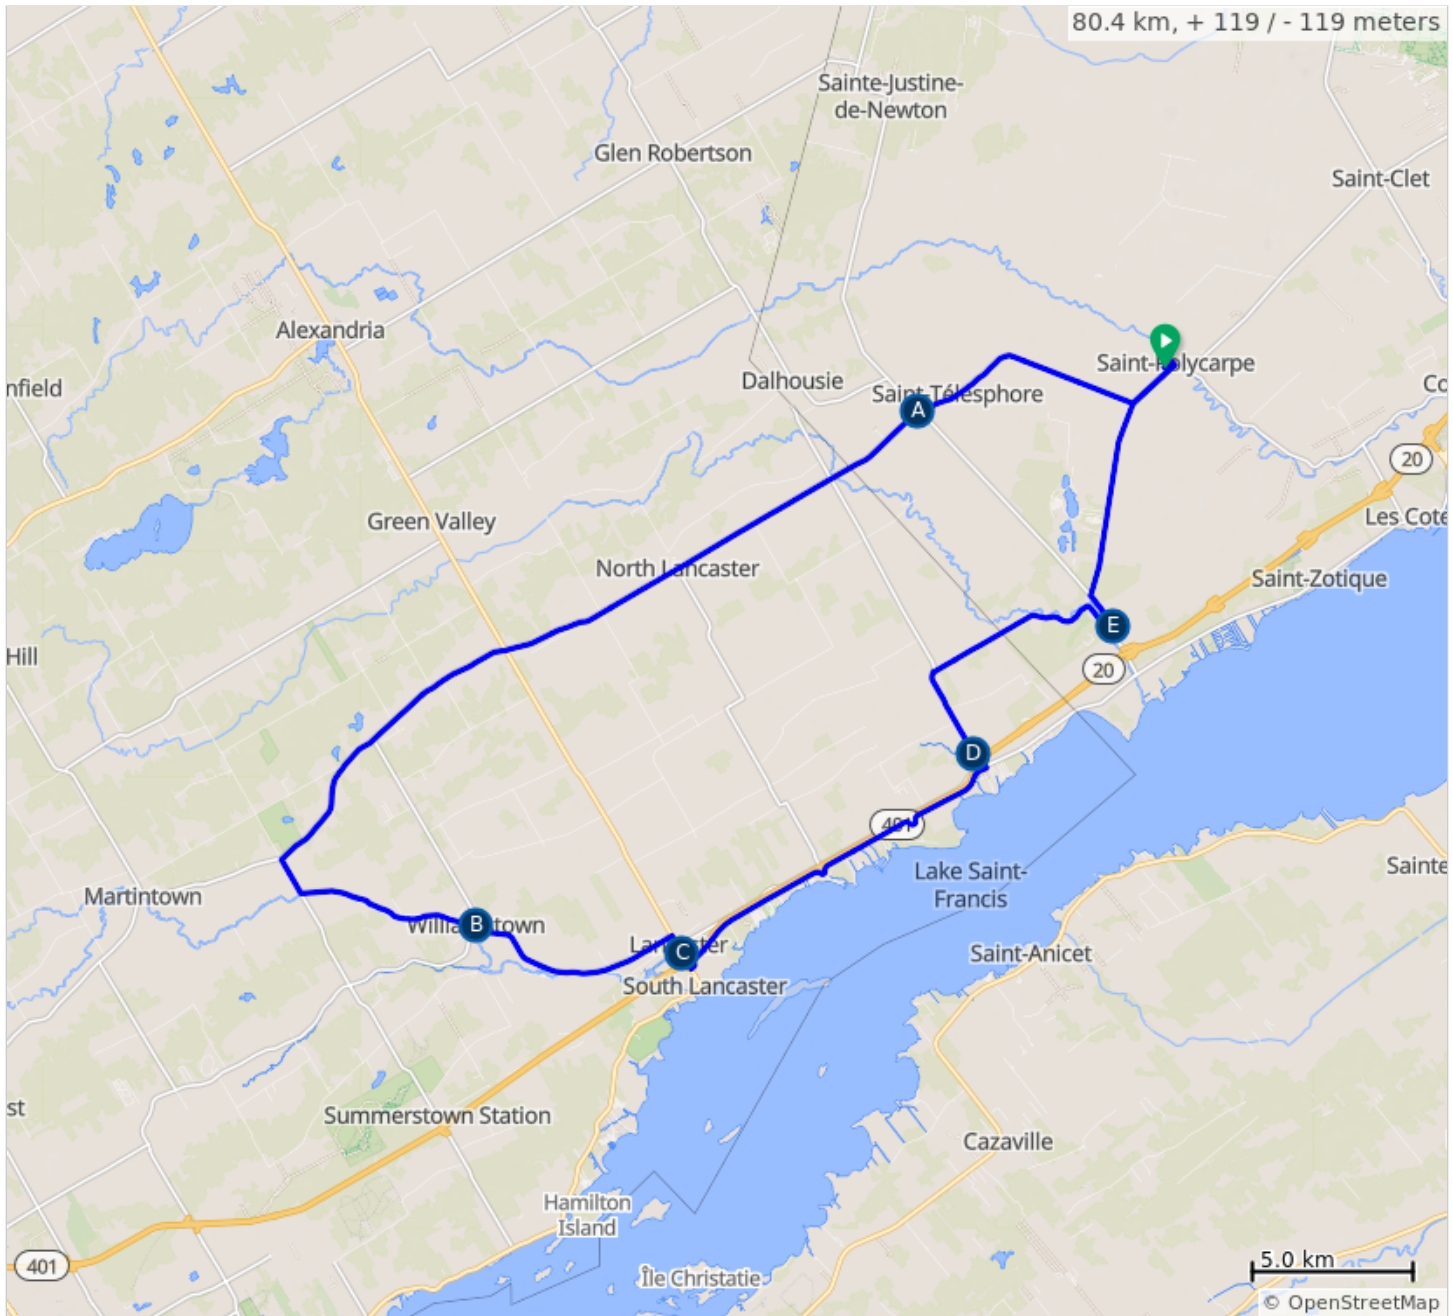 80.4 km, + 119 / - 119 meters
Sainte-Justine-
de-Newton
Glen Robertson
Saint-Clet
Alexandria
Saint-Polycarpe
Dalhousie
nfield
Saint-Télesphore
Co
A
20
Green Valley
Les Cote
North Lancaster
Saint-Zotique
E
Hill
20
D
401
Lake Saint-
Francis
Sainte
Martintown
Williamstown
B
Lancaster
C
Saint-Anicet
South Lancaster
st
Summerstown Station
Cazaville
Hamilton
Island
401
Île Christatie
5.0 km
© OpenStreetMap